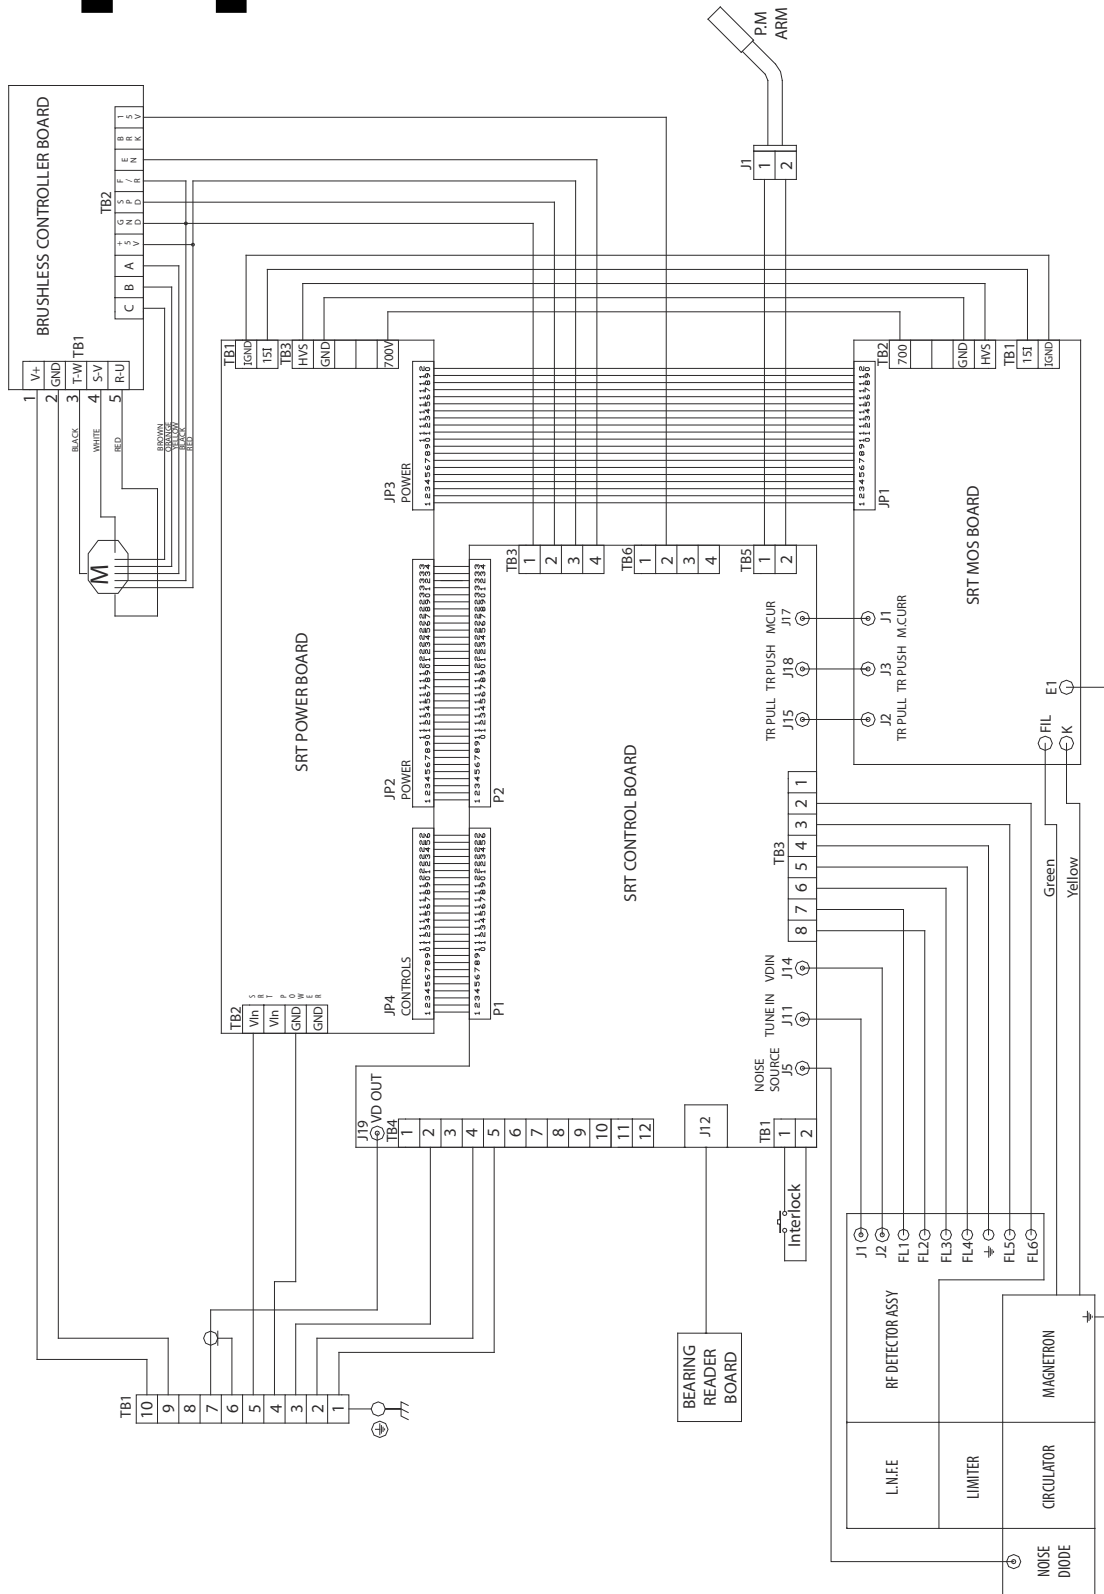 P.M
ARM
BRUSHLESS CONTROLLER BOARD
1 5 V
B R K
E N
F / R
S P D
G N D
+ 5 V
A
B
C
TB2
TB1
V+
GND
T-W
S-V
R-U
1
2
3
4
5
BLACK
WHITE
RED
BROWN
ORANGE
YELLOW
BLACK
RED
M
J1
1
2
TB1
IGND
15I
TB3
HVS
GND
700V
JP3
POWER
SRT POWER BOARD
JP2
POWER
JP4
CONTROLS
TB2
VIn
VIn
GND
GND
S R T P O W E R
TB2
700
GND
HVS
TB1
15I
IGND
JP1
SRT MOS BOARD
J1
M.CURR
J3
TR PUSH
J2
TR PULL
E1
FIL
K
Green
Yellow
TB3
1
2
3
4
TB6
1
2
3
4
TB5
1
2
MCUR
J17
TR PUSH
J18
TR PULL
J15
P2
P1
SRT CONTROL BOARD
TB3
1
2
3
4
5
6
7
8
VDIN
J14
TUNE IN
J11
NOISE
SOURCE
J5
J19
VD OUT
TB4
1
2
3
4
5
6
7
8
9
10
11
12
J12
TB1
1
2
Interlock
TB1
10
9
8
7
6
5
4
3
2
1
BEARING
READER
BOARD
J1
J2
FL1
FL2
FL3
FL4
FL5
FL6
RF DETECTOR ASSY
MAGNETRON
L.N.F.E
LIMITER
CIRCULATOR
NOISE
DIODE